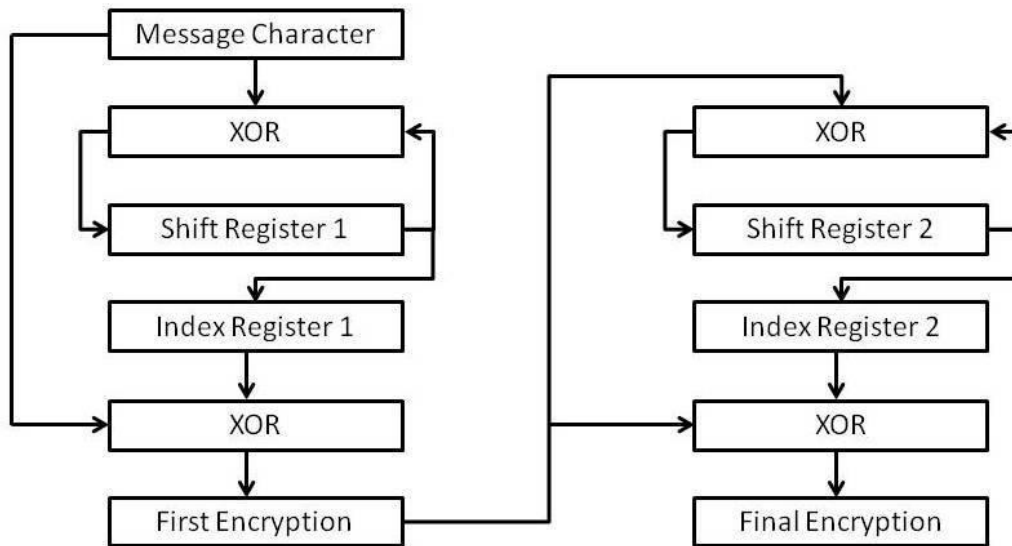 Message Character
XOR
Shift Register 1
Index Register 1
XOR
First Encryption
XOR
Shift Register 2
Index Register 2
XOR
Final Encryption